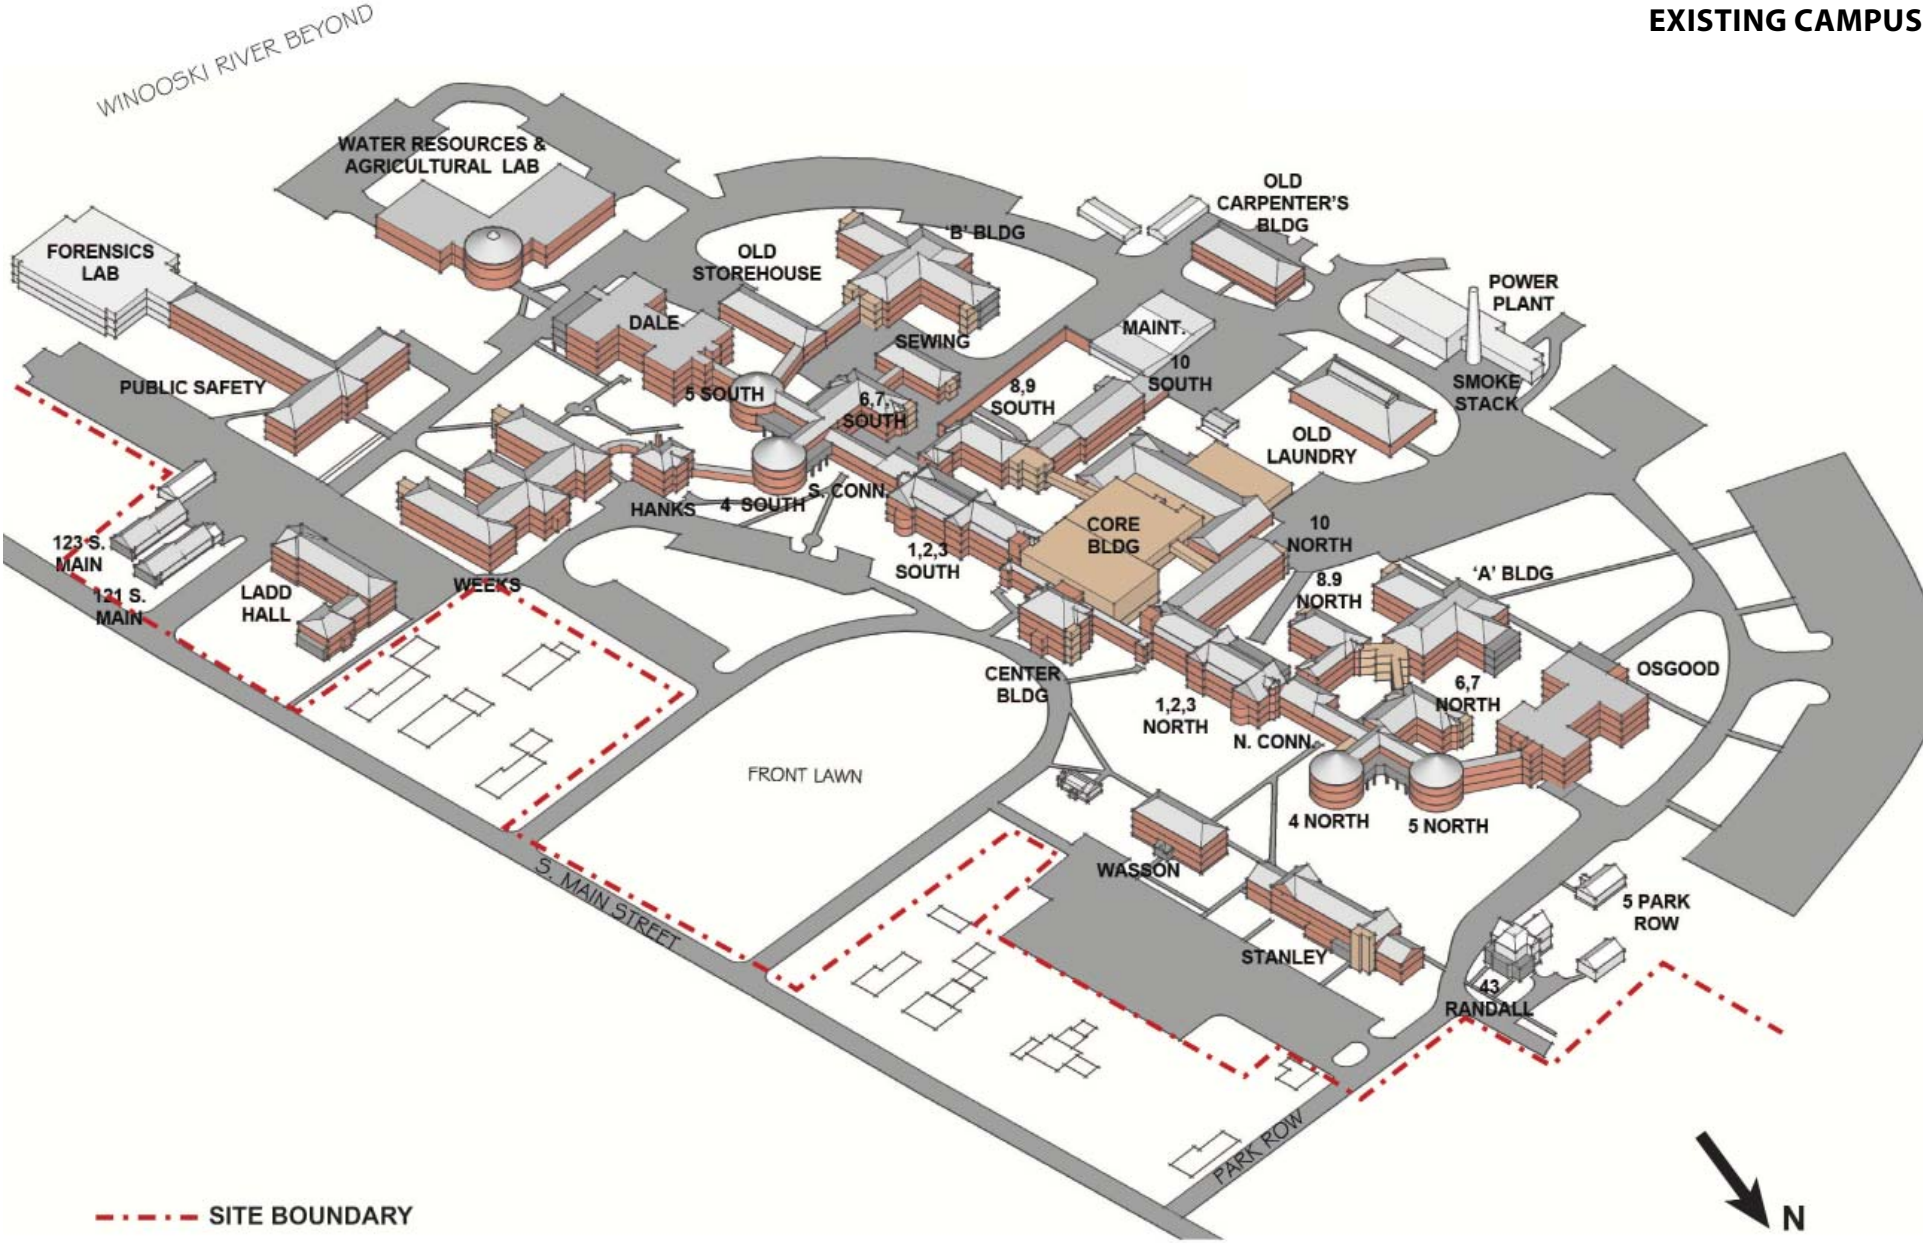 EXISTING CAMPUS
WINOOSKI RIVER BEYOND
WATER RESOURCES &
AGRICULTURAL LAB
OLD
CARPENTER'S
BLDG
'B' BLDG
FORENSICS
LAB
OLD
STOREHOUSE
POWER
PLANT
DALE
MAINT.
SEWING
10
SOUTH
PUBLIC SAFETY
5 SOUTH
8,9
SOUTH
6,7
SOUTH
SMOKE
STACK
OLD
LAUNDRY
HANKS
4 SOUTH
S. CONN.
CORE
BLDG
10
NORTH
123 S.
MAIN
1,2,3
SOUTH
121 S.
MAIN
LADD
HALL
WEEKS
8.9
NORTH
'A' BLDG
CENTER
BLDG
OSGOOD
6,7
NORTH
1,2,3
NORTH
N. CONN.
FRONT LAWN
4 NORTH
5 NORTH
S. MAIN STREET
WASSON
5 PARK
ROW
STANLEY
43
RANDALL
PARK ROW
SITE BOUNDARY
N